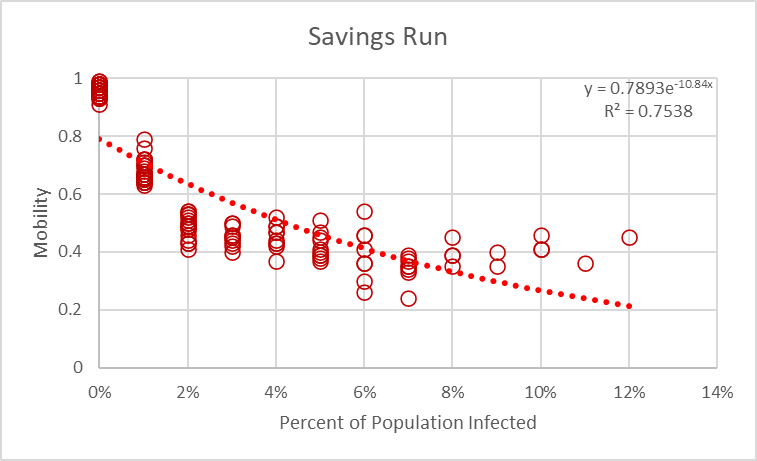 Savings Run
y = 0.7893e^-10.84x
R² = 0.7538
1
0.8
0.6
0.4
0.2
0
Mobility
0% 2% 4% 6% 8% 10% 12% 14%
Percent of Population Infected